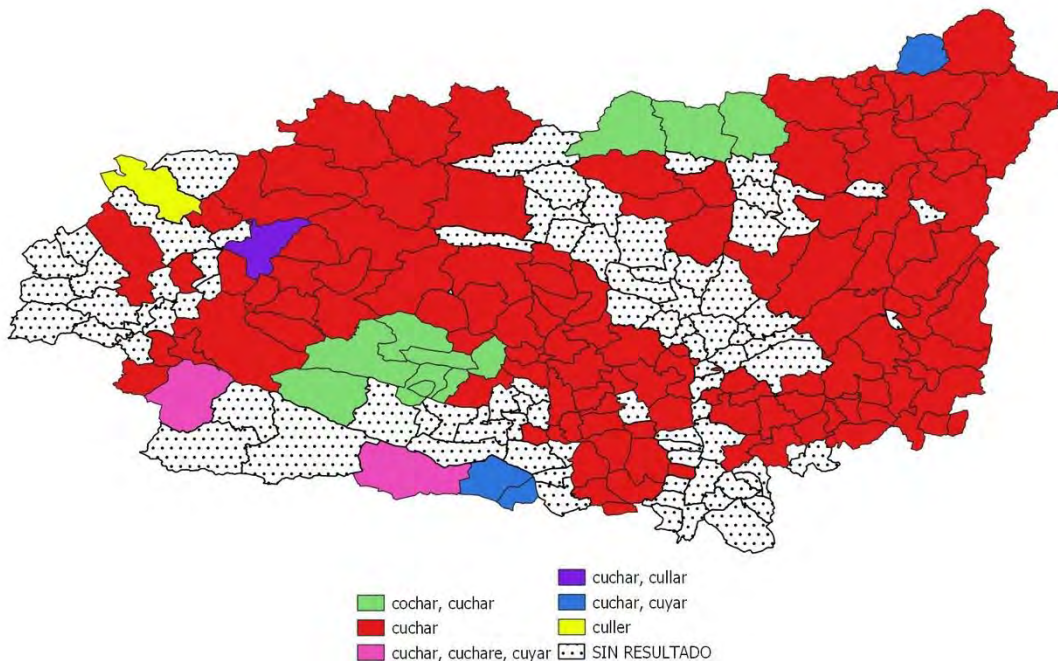 cochar, cuchar
cuchar
cuchar, cuchare, cuyar
cuchar, cullar
cuchar, cuyar
culler
SIN RESULTADO